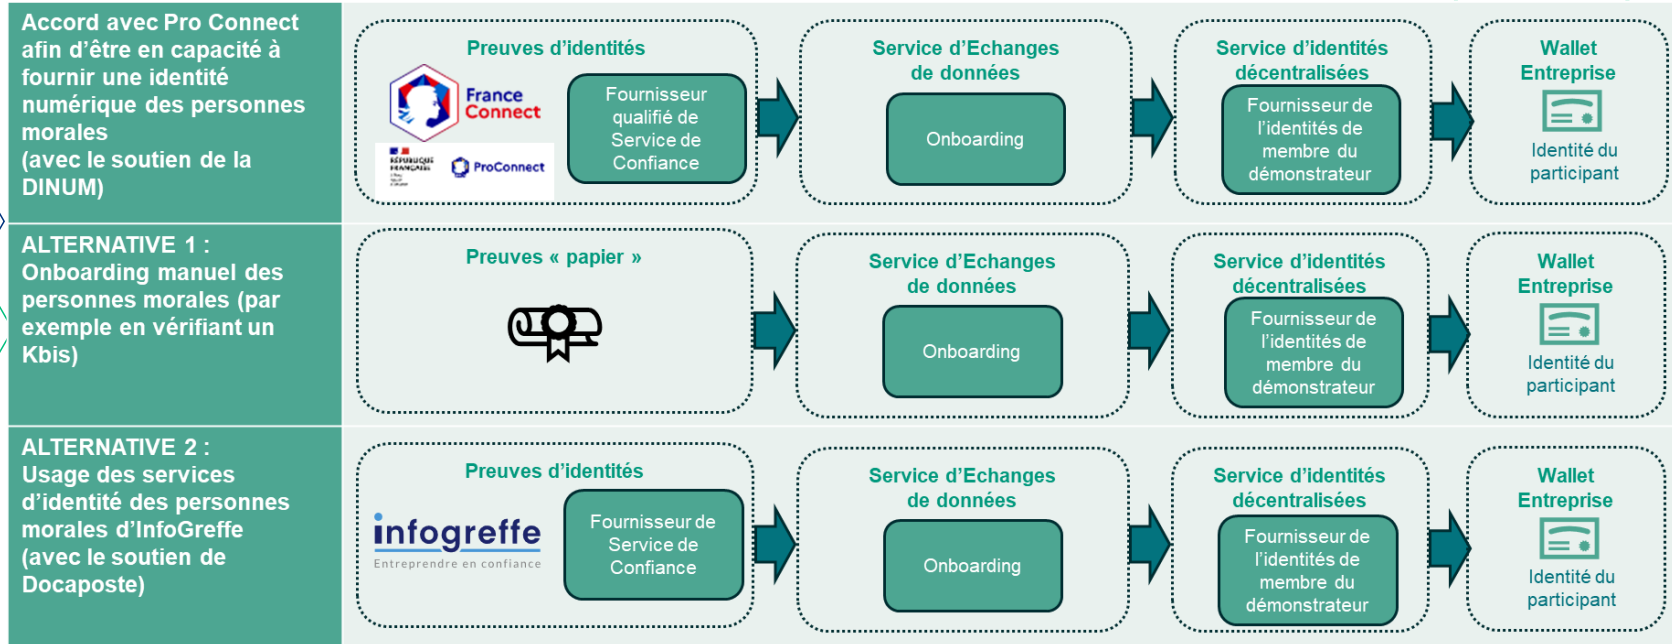 Accord avec Pro Connect
afin d'être en capacité à
fournir une identité
numérique des personnes
morales
(avec le soutien de la
DINUM)
Preuves d'identités
France
Connect
RÉPUBLIQUE
FRANÇAISE
ProConnect
Fournisseur
qualifié de
Service de
Confiance
Service d'Echanges
de données
Onboarding
Service d'identités
décentralisées
Fournisseur de
l'identités de
membre du
démonstrateur
Wallet
Entreprise
Identité du
participant
ALTERNATIVE 1 :
Onboarding manuel des
personnes morales (par
exemple en vérifiant un
Kbis)
Preuves « papier »
Service d'Echanges
de données
Onboarding
Service d'identités
décentralisées
Fournisseur de
l'identités de
membre du
démonstrateur
Wallet
Entreprise
Identité du
participant
ALTERNATIVE 2 :
Usage des services
d'identité des personnes
morales d'InfoGreffe
(avec le soutien de
Docaposte)
Preuves d'identités
infogreffe
Entreprendre en confiance
Fournisseur de
Service de
Confiance
Service d'Echanges
de données
Onboarding
Service d'identités
décentralisées
Fournisseur de
l'identités de
membre du
démonstrateur
Wallet
Entreprise
Identité du
participant